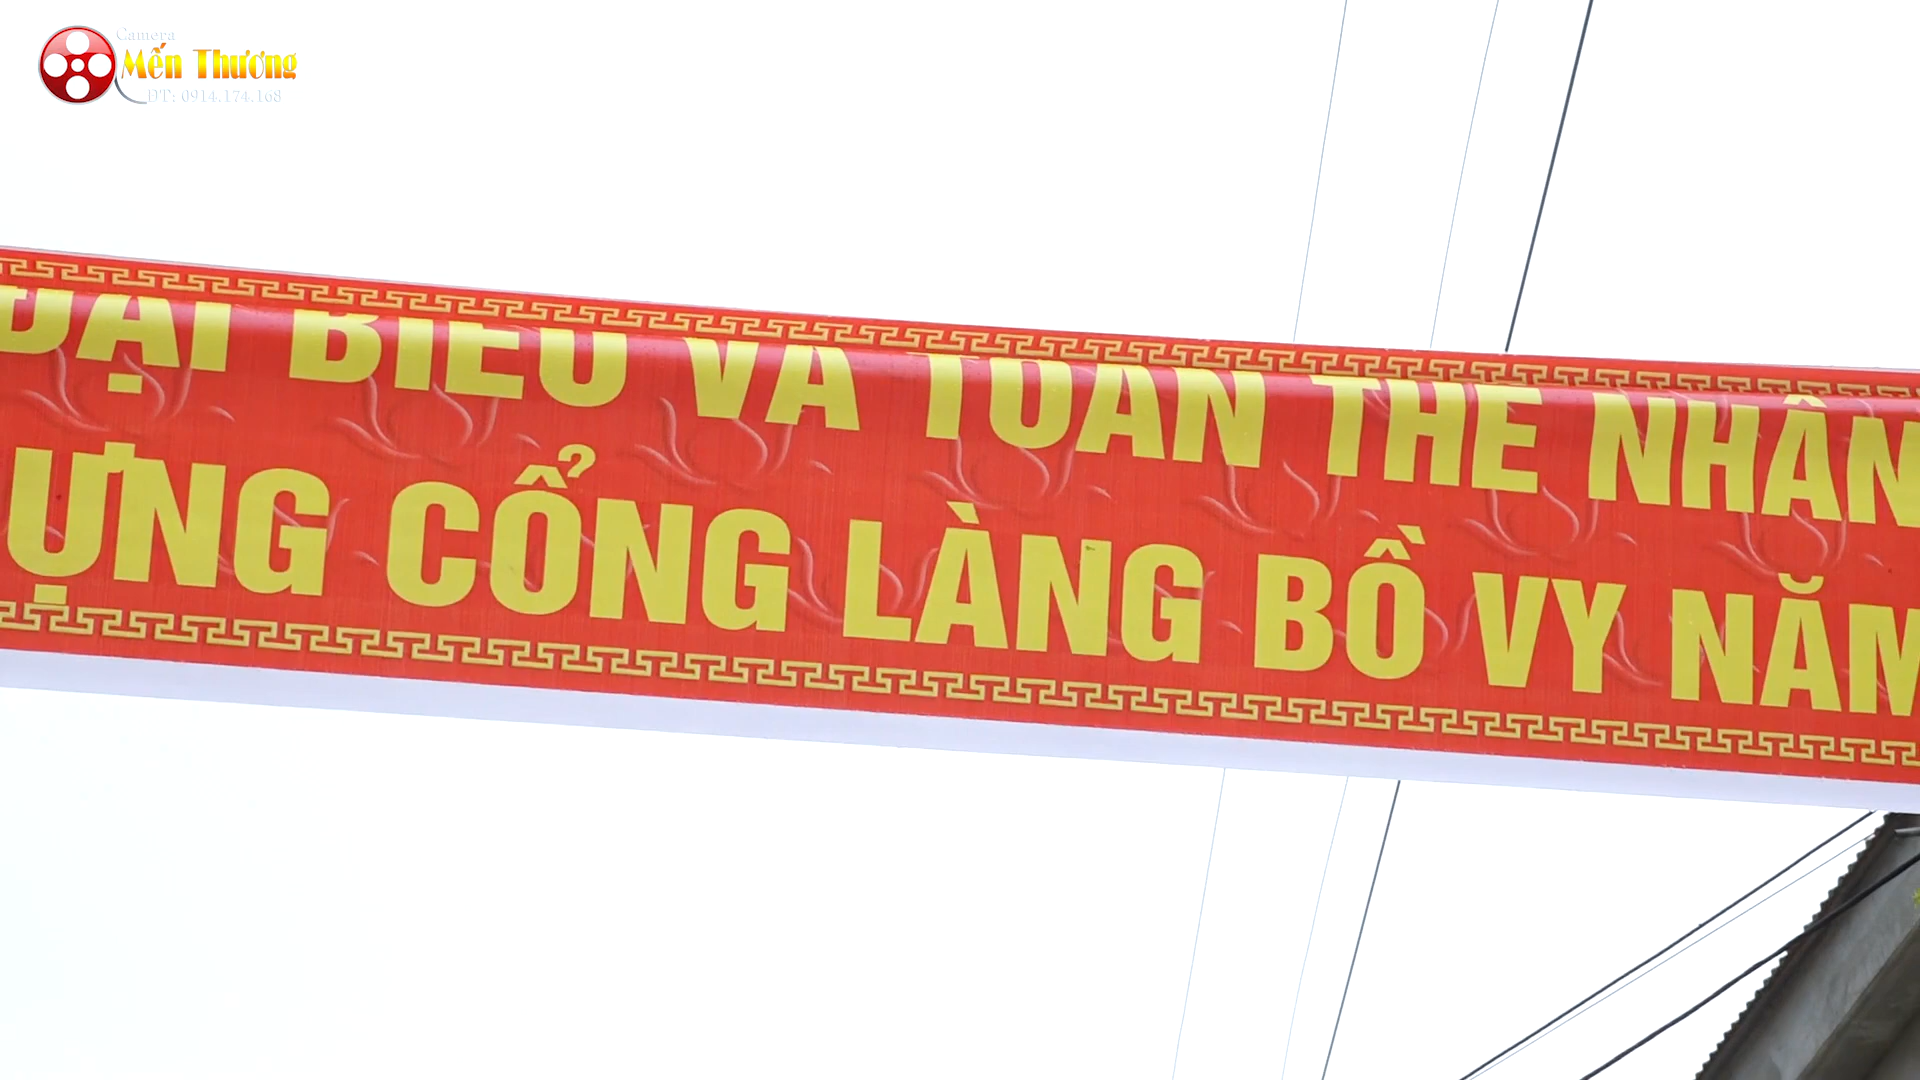 Camera
Mến Thương
ĐT: 0914.174.168
ĐẠI BIỂU VÀ TOÀN THỂ NHÂN
ỰNG CỔNG LÀNG BỒ VY NĂM